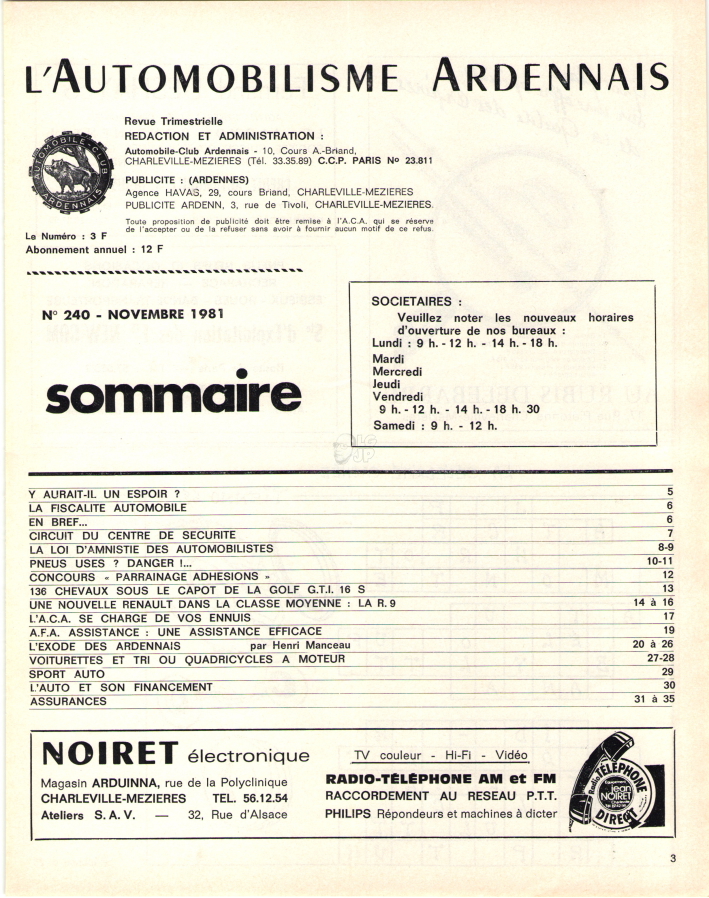 L'AUTOMOBILISME ARDENNAIS
Revue Trimestrielle
REDACTION ET ADMINISTRATION :
Automobile-Club Ardennais - 10, Cours A.-Briand,
CHARLEVILLE-MEZIERES (Tél. 33.35.89) C.C.P. PARIS No 23.811
AUTOMOBILE-CLUB
ARDENNAIS
PUBLICITE : (ARDENNES)
Agence HAVAS, 29, cours Briand, CHARLEVILLE-MEZIERES
PUBLICITE ARDENN, 3, rue de Tivoli, CHARLEVILLE-MEZIERES.
Toute proposition de publicité doit être remise à l'A.C.A. qui se réserve
de l'accepter ou de la refuser sans avoir à fournir aucun motif de ce refus.
Le Numéro : 3 F
Abonnement annuel : 12 F
N° 240 - NOVEMBRE 1981
sommaire
SOCIETAIRES :
Veuillez noter les nouveaux horaires
d'ouverture de nos bureaux :
Lundi : 9 h. - 12 h. - 14 h. - 18 h.
Mardi
Mercredi
Jeudi
Vendredi
9 h. - 12 h. - 14 h. - 18 h. 30
Samedi : 9 h. - 12 h.
Y AURAIT-IL UN ESPOIR ? 5
LA FISCALITE AUTOMOBILE 6
EN BREF... 6
CIRCUIT DU CENTRE DE SECURITE 7
LA LOI D'AMNISTIE DES AUTOMOBILISTES 8-9
PNEUS USES ? DANGER !... 10-11
CONCOURS « PARRAINAGE ADHESIONS » 12
136 CHEVAUX SOUS LE CAPOT DE LA GOLF G.T.I. 16 S 13
UNE NOUVELLE RENAULT DANS LA CLASSE MOYENNE : LA R. 9 14 à 16
L'A.C.A. SE CHARGE DE VOS ENNUIS 17
A.F.A. ASSISTANCE : UNE ASSISTANCE EFFICACE 19
L'EXODE DES ARDENNAIS par Henri Manceau 20 à 26
VOITURETTES ET TRI OU QUADRICYCLES A MOTEUR 27-28
SPORT AUTO 29
L'AUTO ET SON FINANCEMENT 30
ASSURANCES 31 à 35
NOIRET électronique
Magasin ARDUINNA, rue de la Polyclinique
CHARLEVILLE-MEZIERES TEL. 56.12.54
Ateliers S.A.V. — 32, Rue d'Alsace
TV couleur - Hi-Fi - Vidéo
RADIO-TÉLÉPHONE AM et FM
RACCORDEMENT AU RESEAU P.T.T.
PHILIPS Répondeurs et machines à dicter
Radio TÉLÉPHONE
jean
NOIRET
DIRECT
3